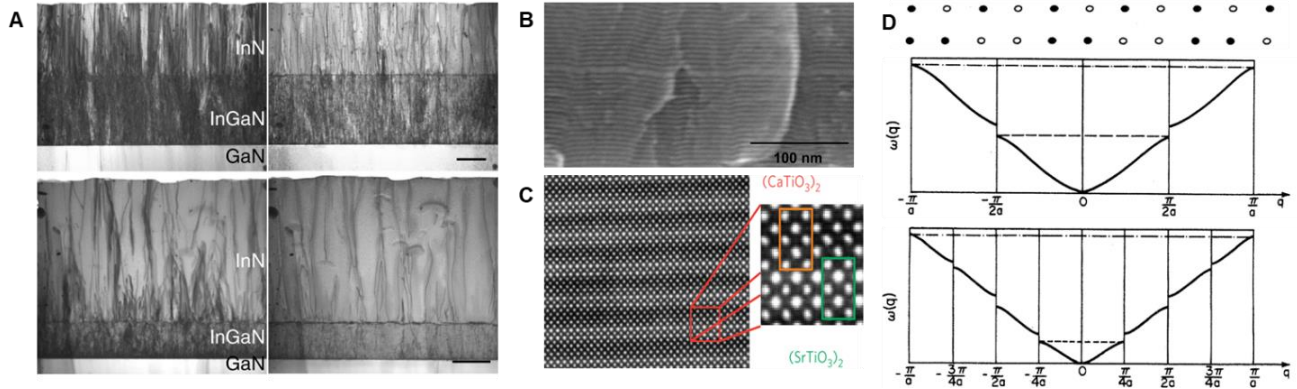 A
InN
InGaN
GaN
InN
InGaN
GaN
B
100 nm
C
(CaTiO₃)₂
(SrTiO₃)₂
D
ω(q)
-π/a -π/2a 0 π/2a π/a q
ω(q)
-π/a -3π/4a -π/2a -π/4a 0 π/4a π/2a 3π/4a π/a q